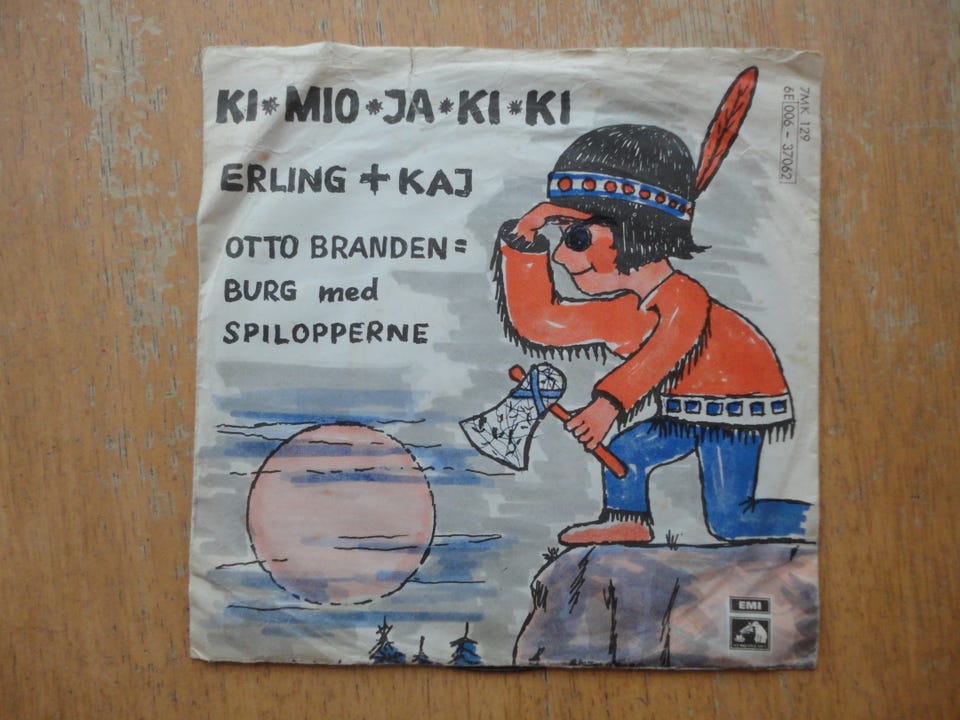 KI*MIO*JA*KI*KI
ERLING + KAJ
OTTO BRANDEN=
BURG med
SPILOPPERNE
7MK 129
6E 006 - 37062
EMI